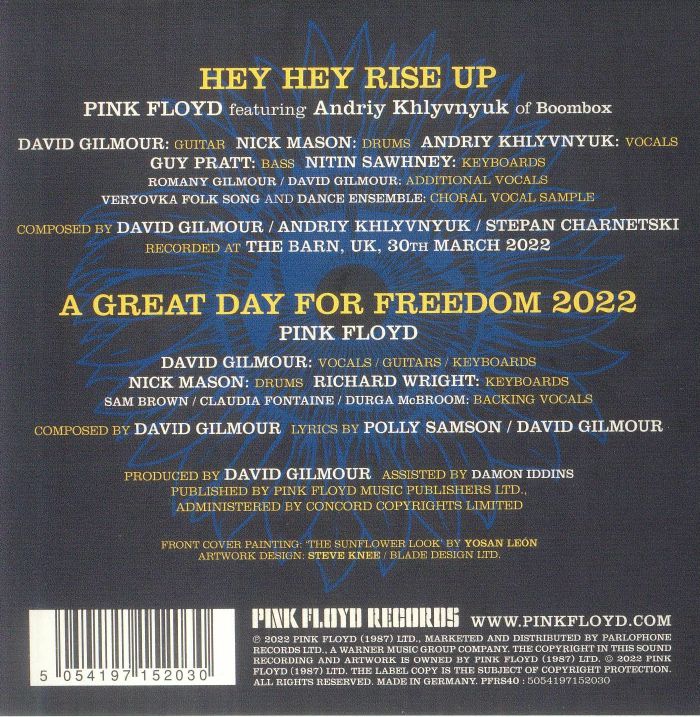 HEY HEY RISE UP
PINK FLOYD featuring Andriy Khlyvnyuk of Boombox
DAVID GILMOUR: GUITAR NICK MASON: DRUMS ANDRIY KHLYVNYUK: VOCALS
GUY PRATT: BASS NITIN SAWHNEY: KEYBOARDS
ROMANY GILMOUR / DAVID GILMOUR: ADDITIONAL VOCALS
VERYOVKA FOLK SONG AND DANCE ENSEMBLE: CHORAL VOCAL SAMPLE
COMPOSED BY DAVID GILMOUR / ANDRIY KHLYVNYUK / STEPAN CHARNETSKI
RECORDED AT THE BARN, UK, 30TH MARCH 2022
A GREAT DAY FOR FREEDOM 2022
PINK FLOYD
DAVID GILMOUR: VOCALS / GUITARS / KEYBOARDS
NICK MASON: DRUMS RICHARD WRIGHT: KEYBOARDS
SAM BROWN / CLAUDIA FONTAINE / DURGA McBROOM: BACKING VOCALS
COMPOSED BY DAVID GILMOUR LYRICS BY POLLY SAMSON / DAVID GILMOUR
PRODUCED BY DAVID GILMOUR ASSISTED BY DAMON IDDINS
PUBLISHED BY PINK FLOYD MUSIC PUBLISHERS LTD.,
ADMINISTERED BY CONCORD COPYRIGHTS LIMITED
FRONT COVER PAINTING: 'THE SUNFLOWER LOOK' BY YOSAN LEÓN
ARTWORK DESIGN: STEVE KNEE / BLADE DESIGN LTD.
5 054197 152030
PINK FLOYD RECORDS WWW.PINKFLOYD.COM
℗ 2022 PINK FLOYD (1987) LTD., MARKETED AND DISTRIBUTED BY PARLOPHONE
RECORDS LTD., A WARNER MUSIC GROUP COMPANY. THE COPYRIGHT IN THIS SOUND
RECORDING AND ARTWORK IS OWNED BY PINK FLOYD (1987) LTD. © 2022 PINK
FLOYD (1987) LTD. THE LABEL COPY IS THE SUBJECT OF COPYRIGHT PROTECTION.
ALL RIGHTS RESERVED. MADE IN GERMANY. PFRS40 : 5054197152030